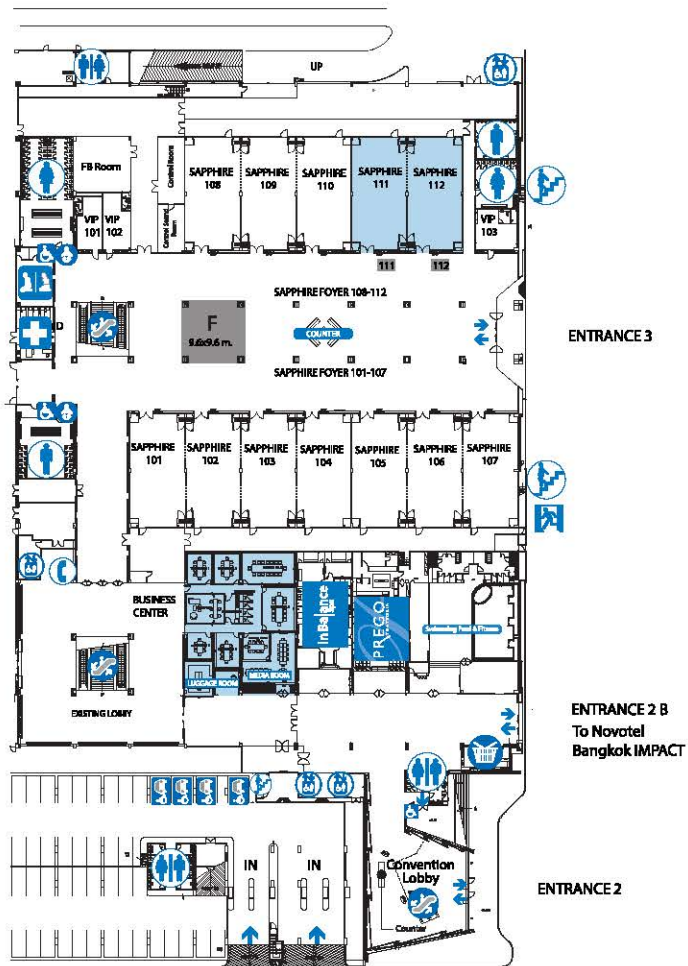 UP
FB Room
Control Room
SAPPHIRE
108
SAPPHIRE
109
SAPPHIRE
110
SAPPHIRE
111
SAPPHIRE
112
VIP
101
VIP
102
VIP
103
111
112
SAPPHIRE FOYER 108-112
F
9.6x9.6 m.
COUNTER
ENTRANCE 3
SAPPHIRE FOYER 101-107
SAPPHIRE
101
SAPPHIRE
102
SAPPHIRE
103
SAPPHIRE
104
SAPPHIRE
105
SAPPHIRE
106
SAPPHIRE
107
BUSINESS
CENTER
InBalance
PREGO
LUGGAGE ROOM
MEDIA ROOM
EXISTING LOBBY
ENTRANCE 2 B
To Novotel
Bangkok IMPACT
IN
IN
Convention
Lobby
Counter
ENTRANCE 2